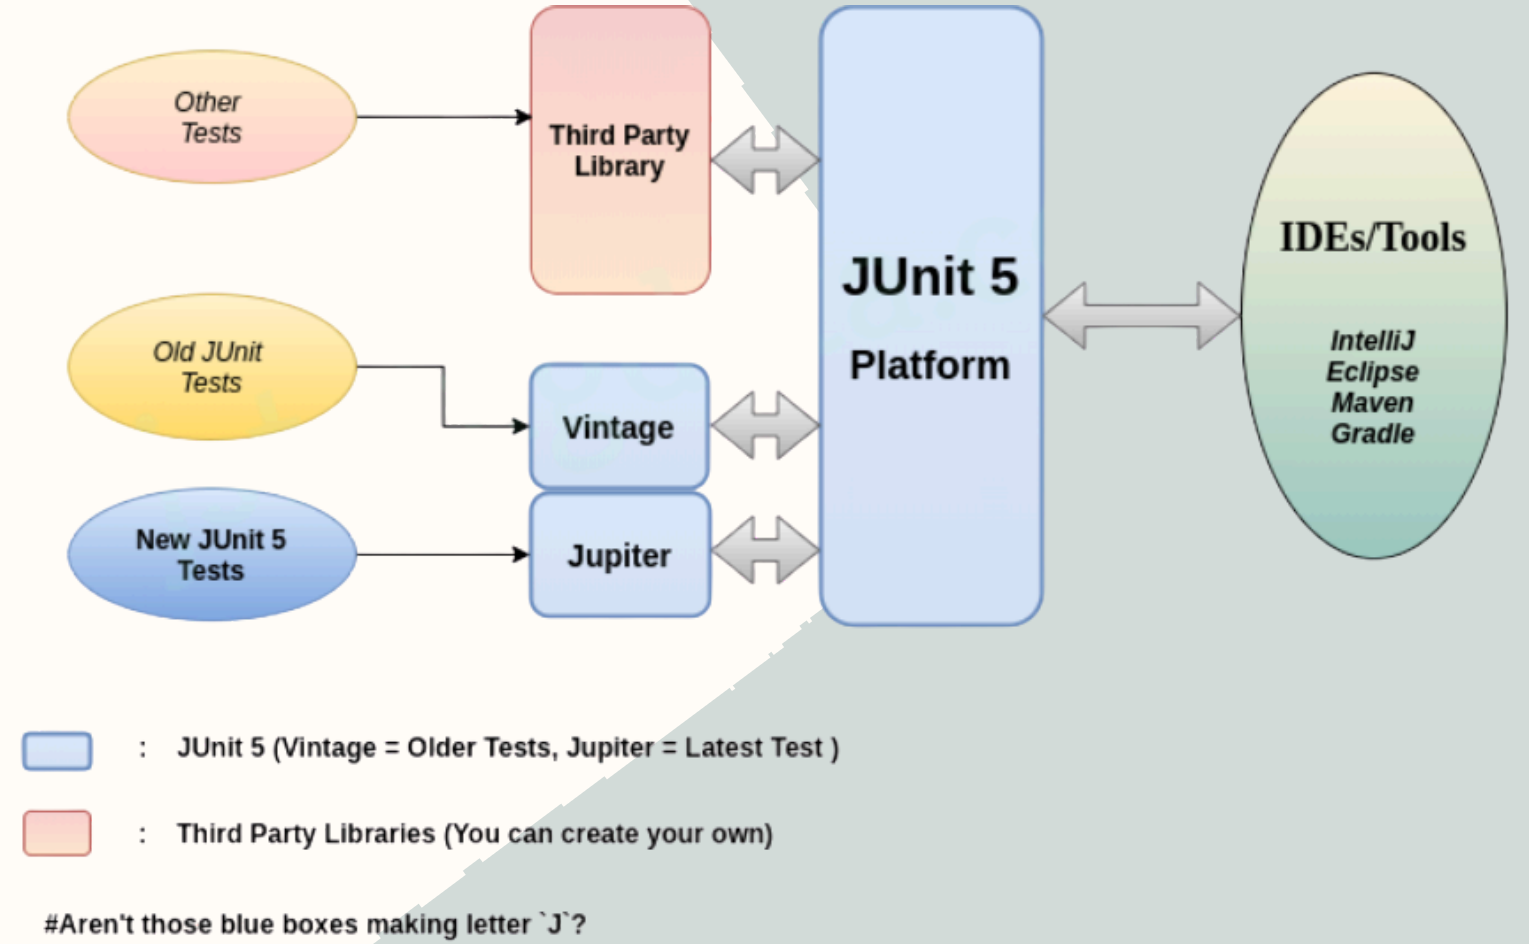 Other
Tests
Third Party
Library
JUnit 5
Platform
IDEs/Tools
IntelliJ
Eclipse
Maven
Gradle
Old JUnit
Tests
Vintage
New JUnit 5
Tests
Jupiter
: JUnit 5 (Vintage = Older Tests, Jupiter = Latest Test )
: Third Party Libraries (You can create your own)
#Aren't those blue boxes making letter `J`?